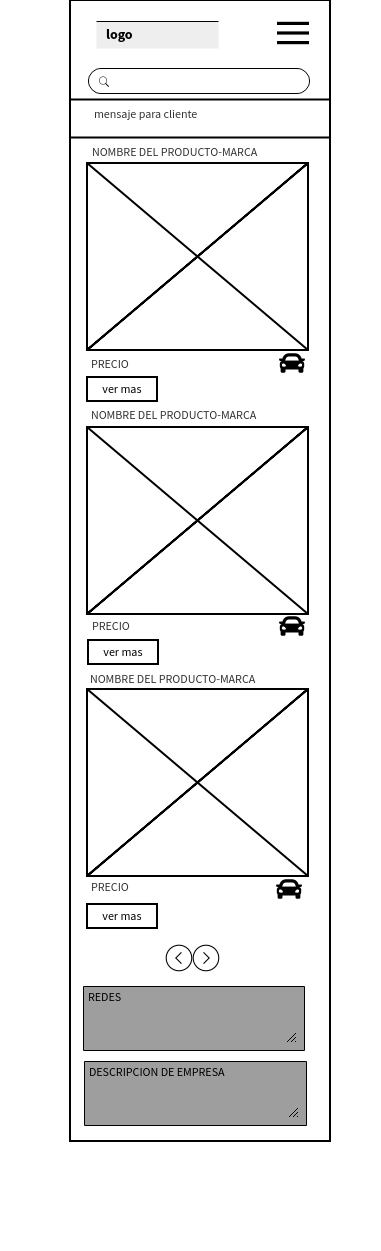 logo
mensaje para cliente
NOMBRE DEL PRODUCTO-MARCA
PRECIO
ver mas
NOMBRE DEL PRODUCTO-MARCA
PRECIO
ver mas
NOMBRE DEL PRODUCTO-MARCA
PRECIO
ver mas
REDES
DESCRIPCION DE EMPRESA